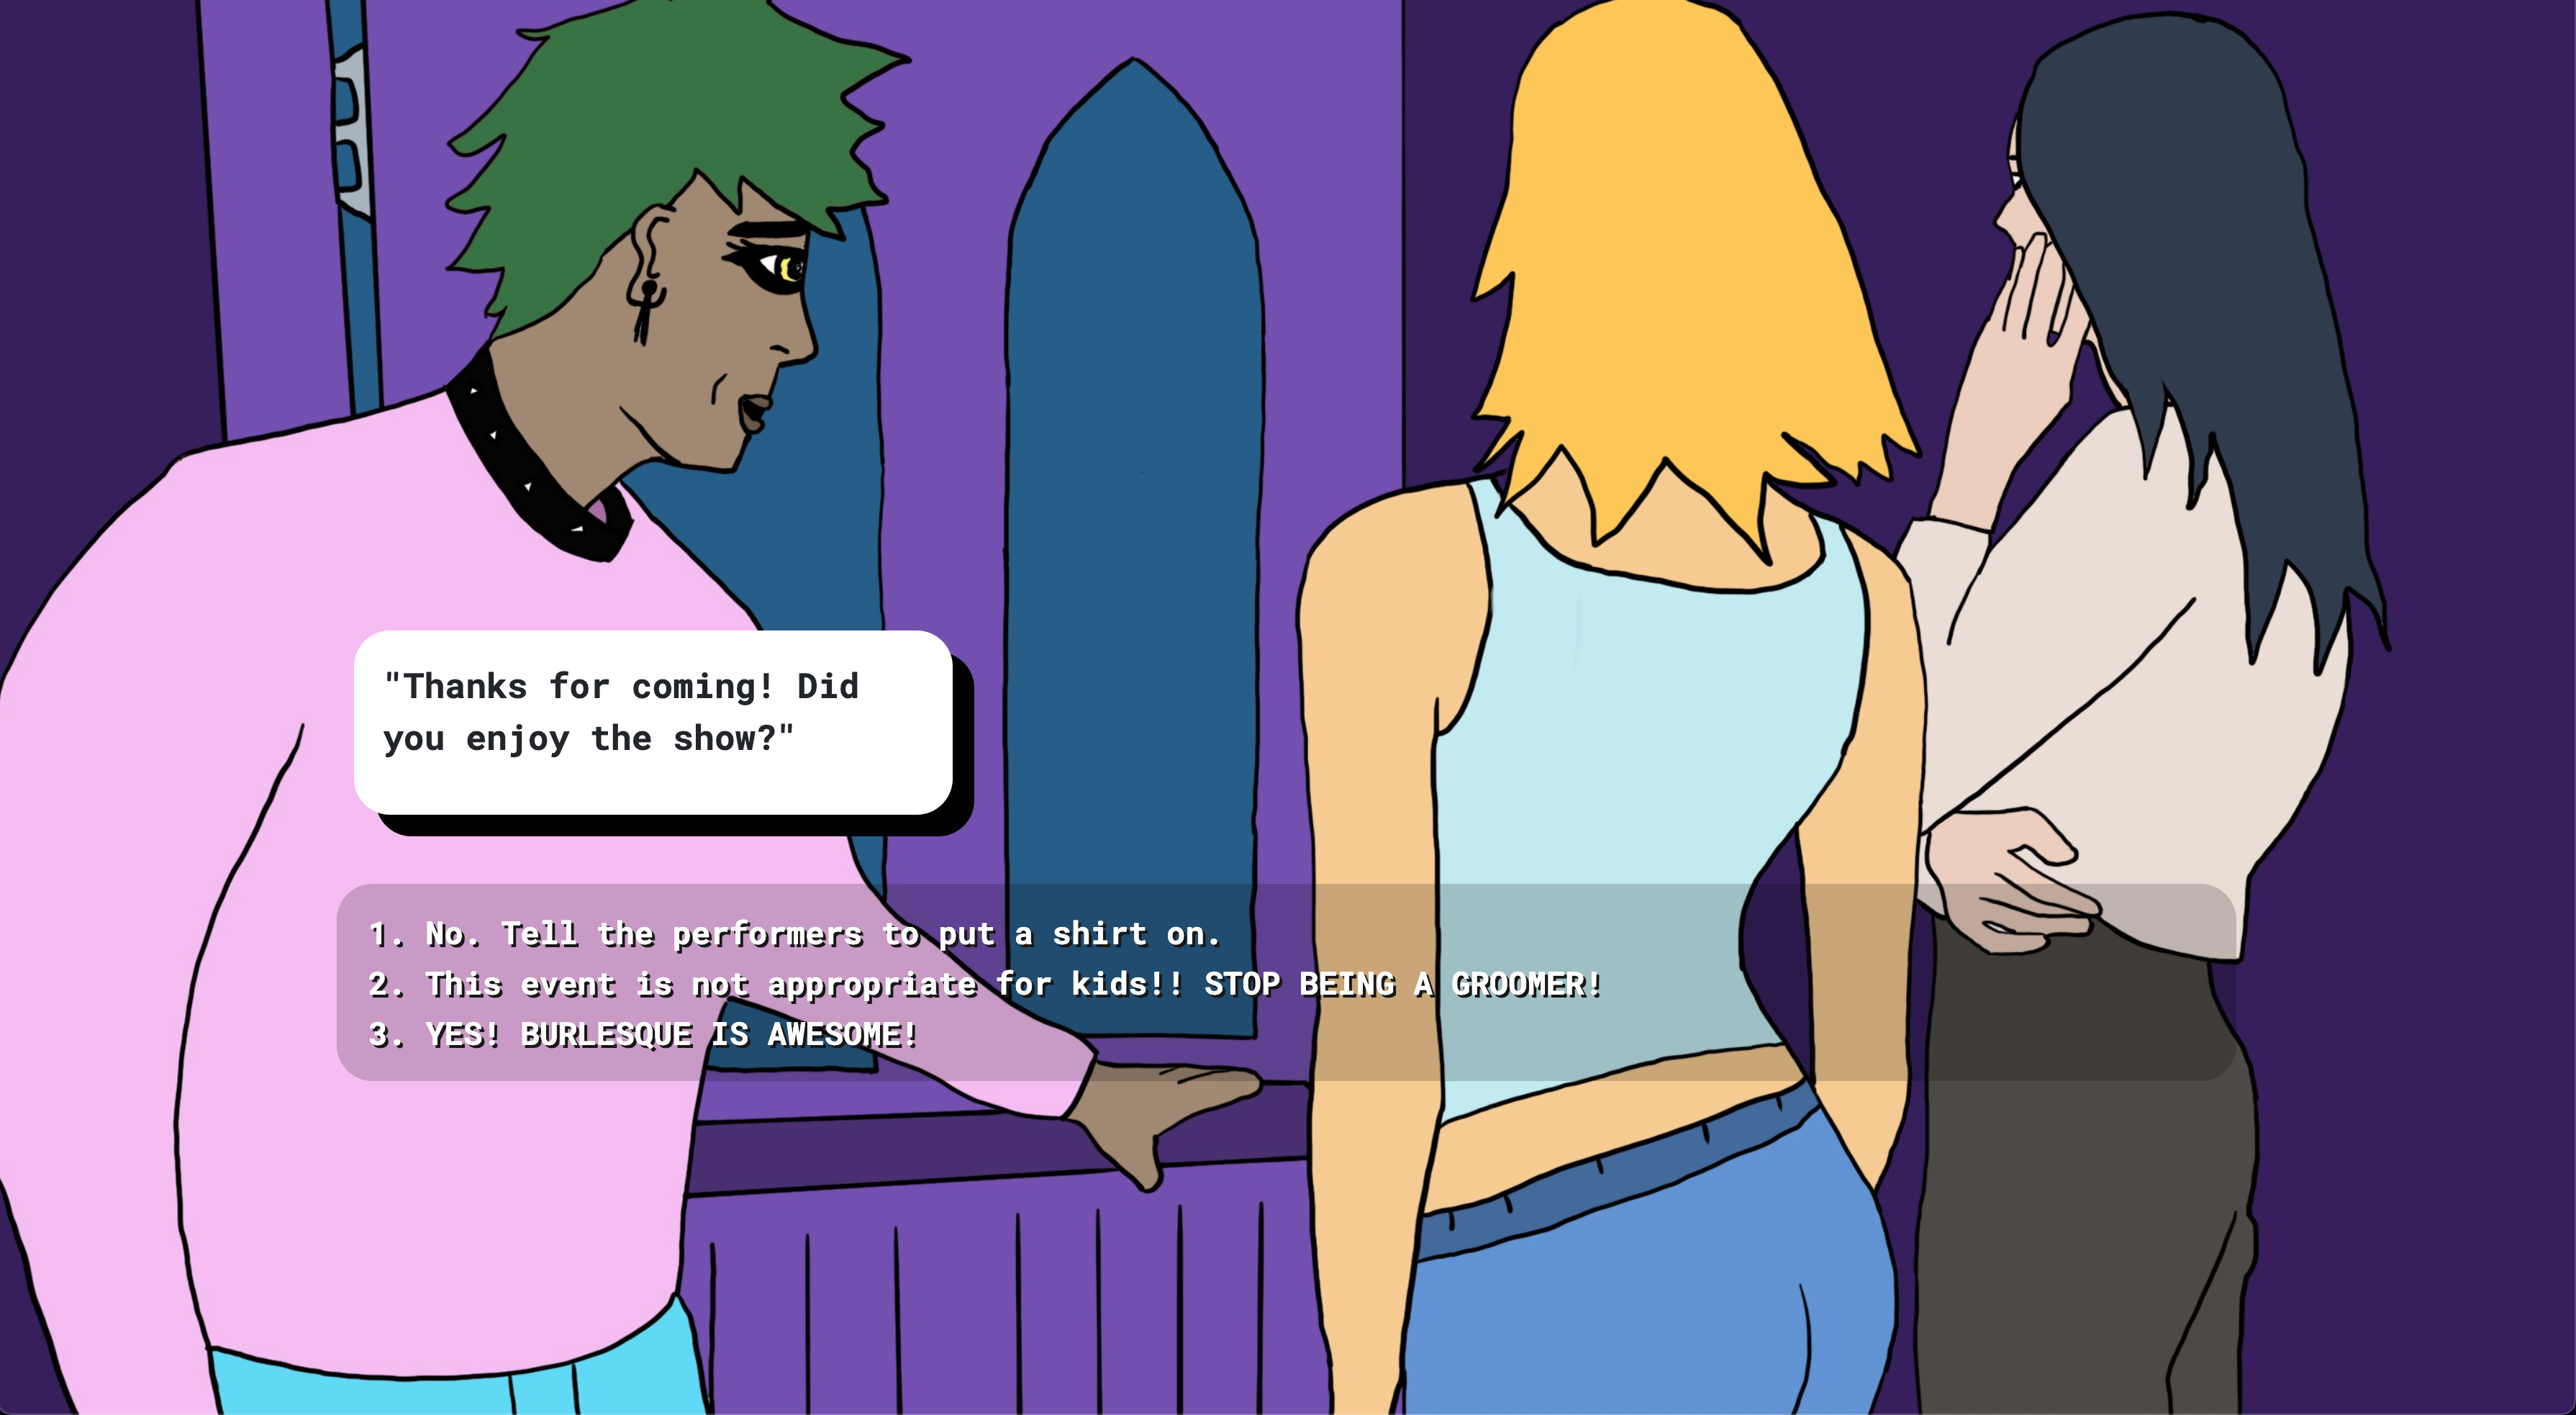 "Thanks for coming! Did
you enjoy the show?"
1. No. Tell the performers to put a shirt on.
2. This event is not appropriate for kids!! STOP BEING A GROOMER!
3. YES! BURLESQUE IS AWESOME!